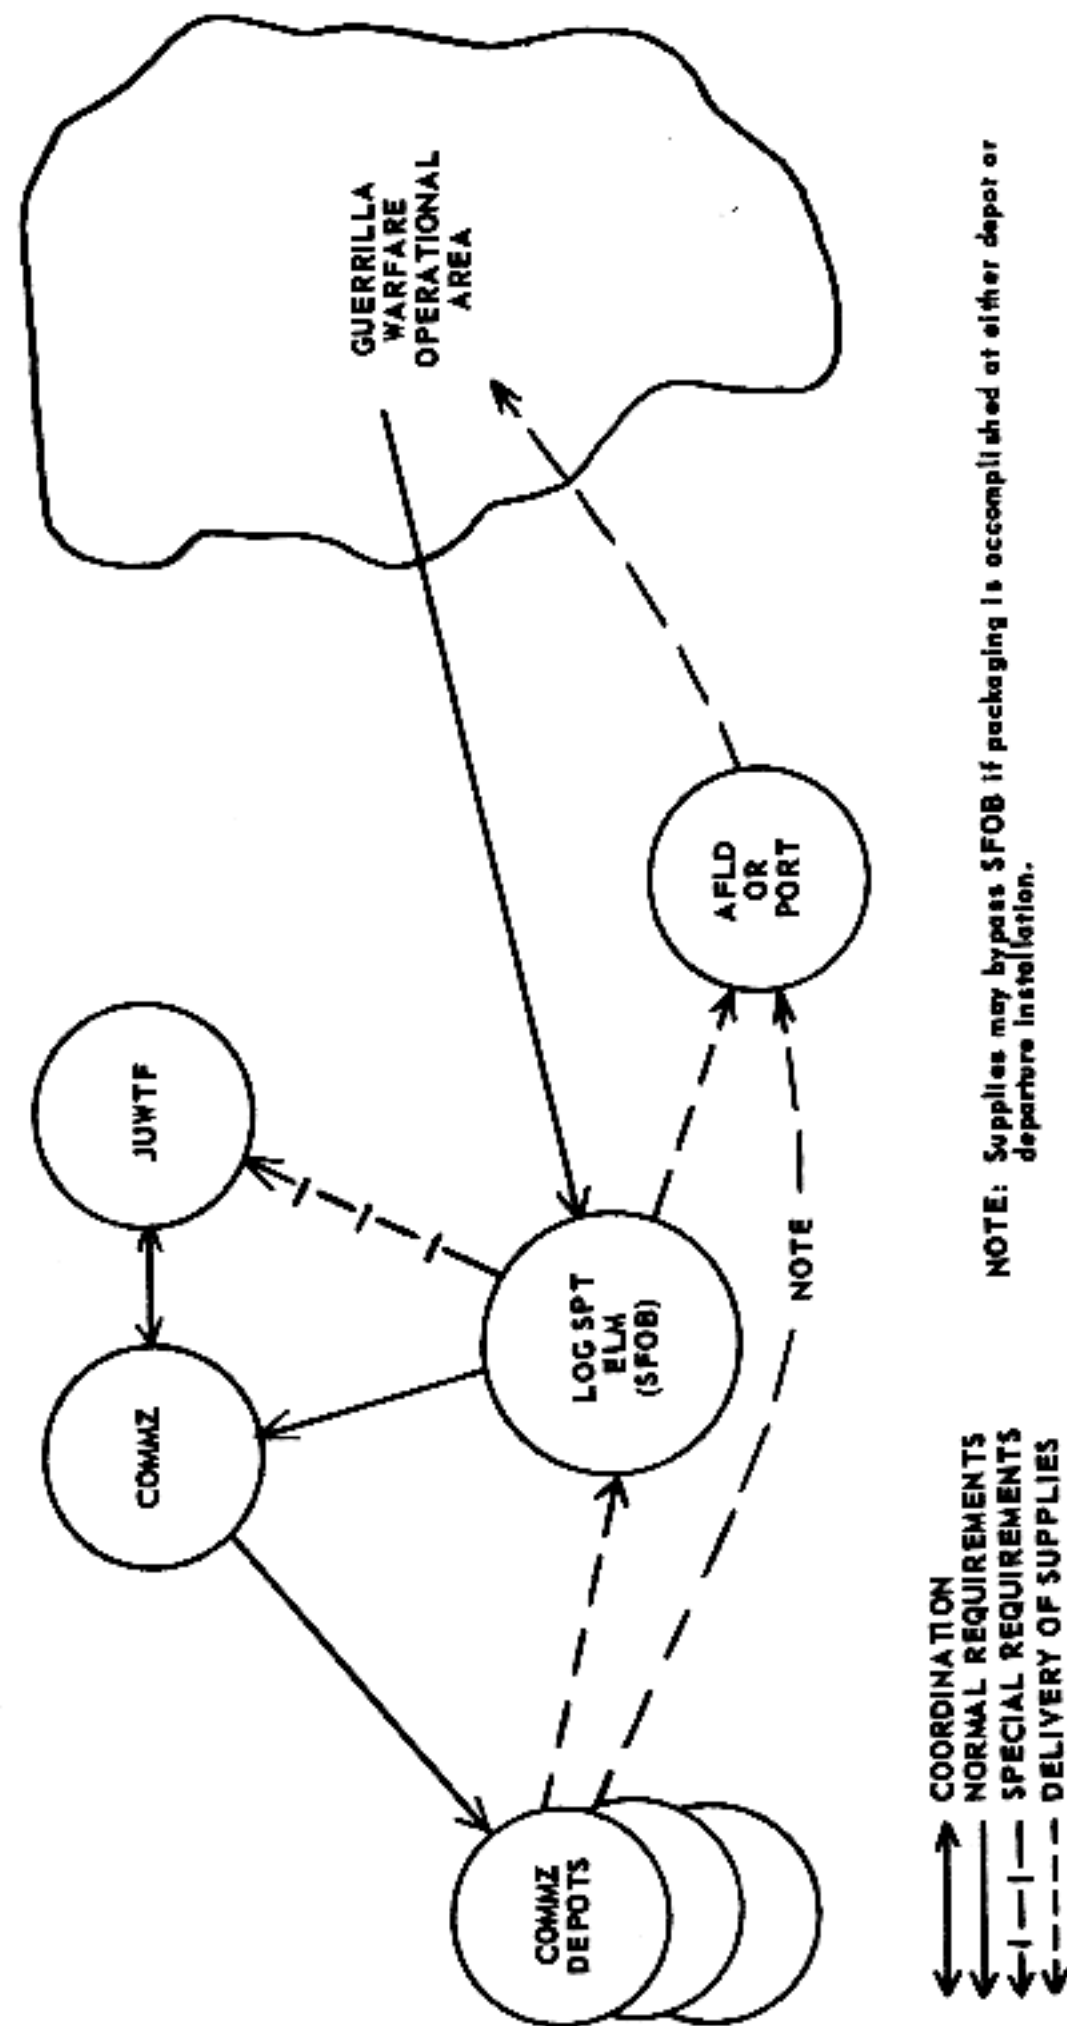 COMMZ
JUWTF
GUERRILLA
WARFARE
OPERATIONAL
AREA
COMMZ
DEPOTS
LOG SPT
ELM
(SFOB)
AFLD
OR
PORT
NOTE
COORDINATION
NORMAL REQUIREMENTS
SPECIAL REQUIREMENTS
DELIVERY OF SUPPLIES
NOTE: Supplies may bypass SFOB if packaging is accomplished at either depot or
departure installation.